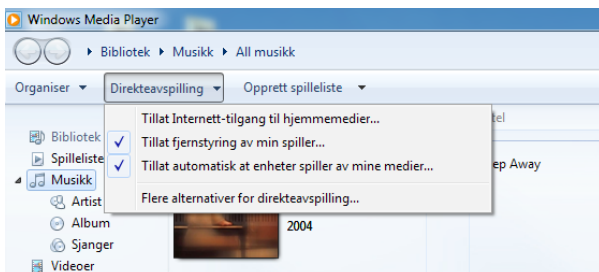 Windows Media Player
Bibliotek Musikk All musikk
Organiser Direkteavspilling Opprett spilleliste
Tillat Internett-tilgang til hjemmemedier...
tel
Bibliotek
Tillat fjernstyring av min spiller...
Spilleliste
Tillat automatisk at enheter spiller av mine medier...
ep Away
Musikk
Artist
Flere alternativer for direkteavspilling...
Album
2004
Sjanger
Videoer